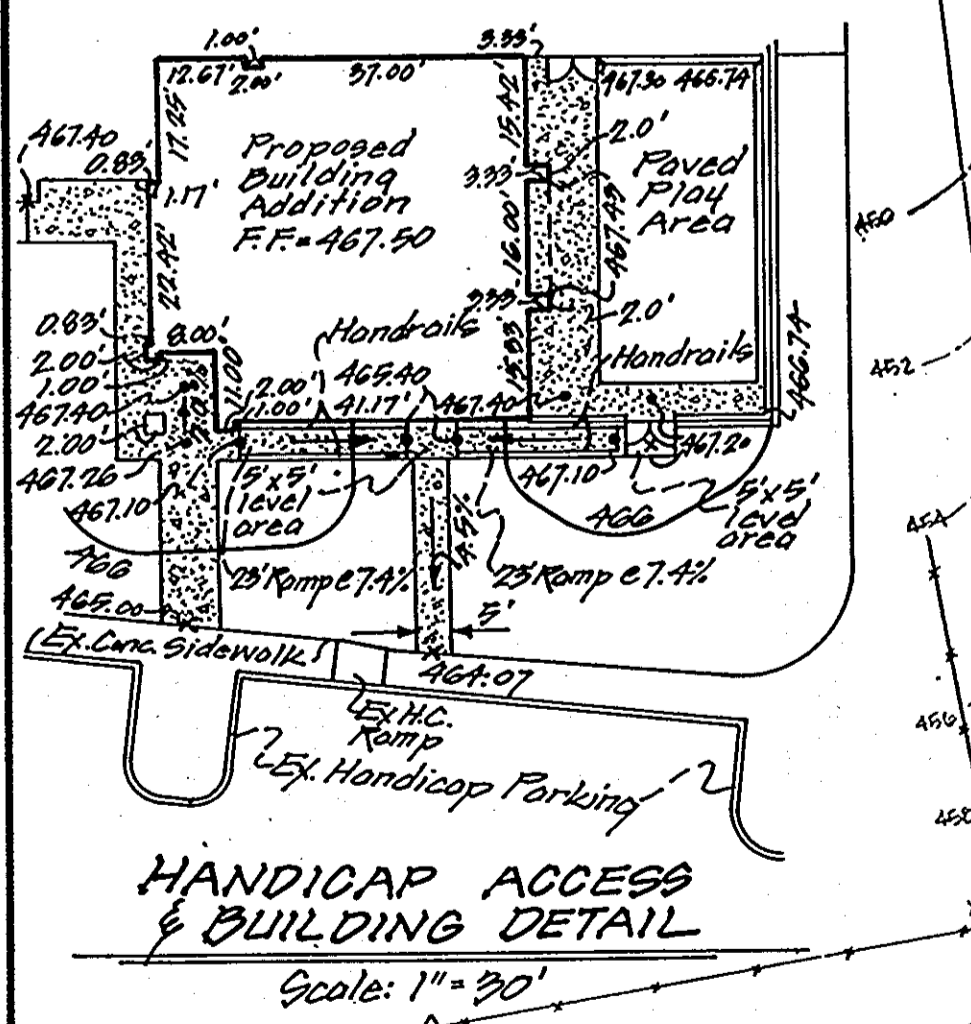 1.00'
12.67'
2.00'
37.00'
3.33'
467.30 466.74
17.25'
15.42'
467.40
0.83'
1.17'
Proposed
Building
Addition
F.F.=467.50
2.0'
3.33'
Paved
Play
Area
467.45
450
22.42'
16.00'
3.33'
2.0'
0.83'
8.00'
Handrails
Handrails
466.74
452
2.00'
1.00'
467.40
2.00'
11.00'
2.00'
1.00'
465.40
41.17'
467.40
15.83'
467.26
467.10
5'x5'
level
area
467.10
467.20
466
5'x5'
level
area
454
466
4.5%
23' Ramp @ 7.4%
23' Ramp @ 7.4%
465.00
5'
Ex. Conc. Sidewalk
464.07
Ex H.C.
Ramp
Ex. Handicap Parking
456
458
HANDICAP ACCESS
& BUILDING DETAIL
Scale: 1"=30'